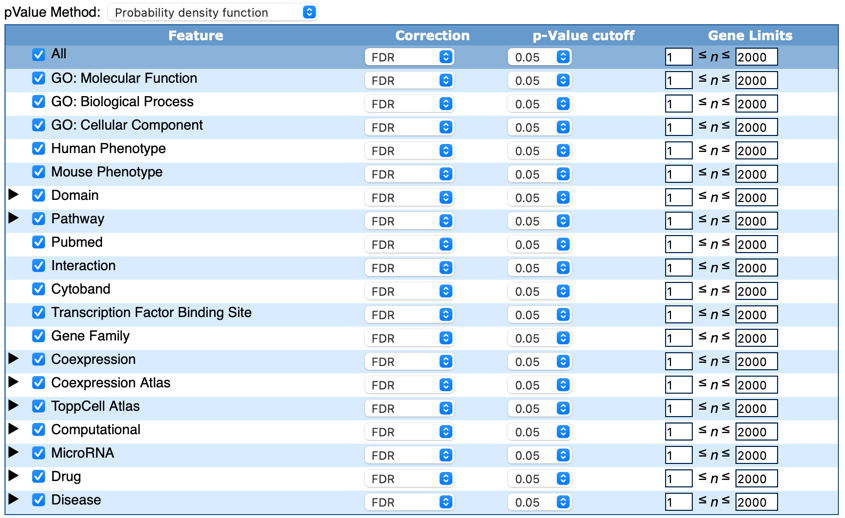 pValue Method: Probability density function
Feature Correction p-Value cutoff Gene Limits
All FDR 0.05 1 ≤ n ≤ 2000
GO: Molecular Function FDR 0.05 1 ≤ n ≤ 2000
GO: Biological Process FDR 0.05 1 ≤ n ≤ 2000
GO: Cellular Component FDR 0.05 1 ≤ n ≤ 2000
Human Phenotype FDR 0.05 1 ≤ n ≤ 2000
Mouse Phenotype FDR 0.05 1 ≤ n ≤ 2000
Domain FDR 0.05 1 ≤ n ≤ 2000
Pathway FDR 0.05 1 ≤ n ≤ 2000
Pubmed FDR 0.05 1 ≤ n ≤ 2000
Interaction FDR 0.05 1 ≤ n ≤ 2000
Cytoband FDR 0.05 1 ≤ n ≤ 2000
Transcription Factor Binding Site FDR 0.05 1 ≤ n ≤ 2000
Gene Family FDR 0.05 1 ≤ n ≤ 2000
Coexpression FDR 0.05 1 ≤ n ≤ 2000
Coexpression Atlas FDR 0.05 1 ≤ n ≤ 2000
ToppCell Atlas FDR 0.05 1 ≤ n ≤ 2000
Computational FDR 0.05 1 ≤ n ≤ 2000
MicroRNA FDR 0.05 1 ≤ n ≤ 2000
Drug FDR 0.05 1 ≤ n ≤ 2000
Disease FDR 0.05 1 ≤ n ≤ 2000